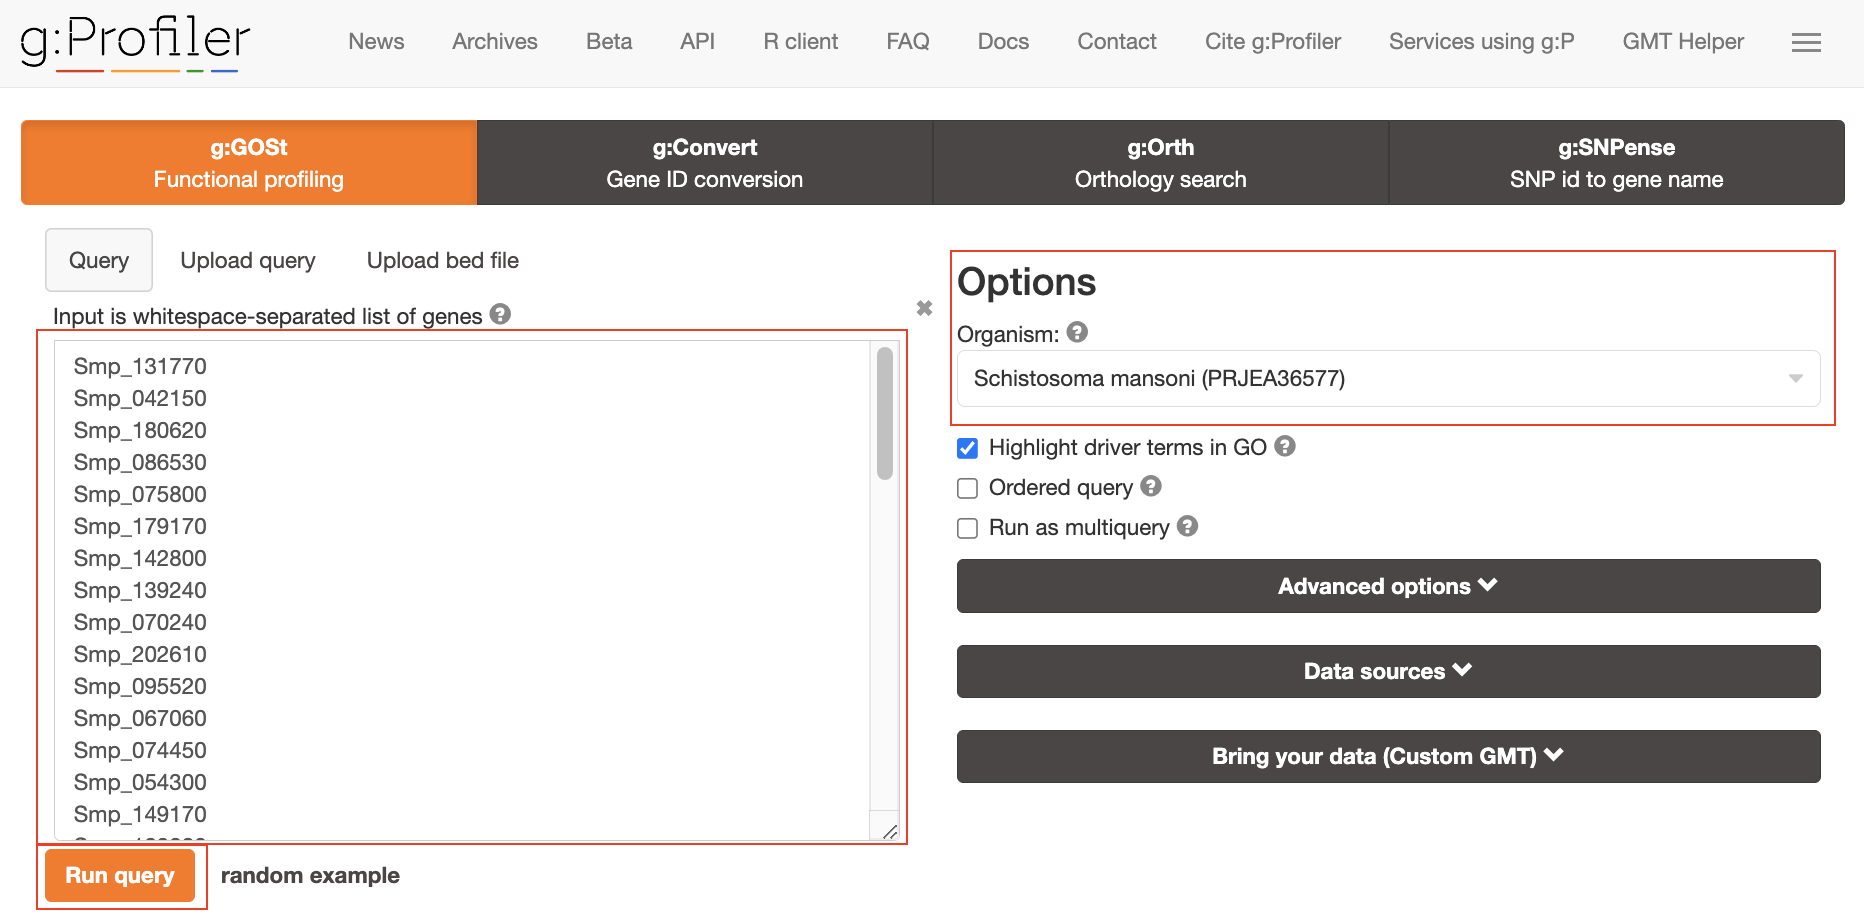 g:Profiler
News Archives Beta API R client FAQ Docs Contact Cite g:Profiler Services using g:P GMT Helper
g:GOSt
Functional profiling
g:Convert
Gene ID conversion
g:Orth
Orthology search
g:SNPense
SNP id to gene name
Query Upload query Upload bed file
Input is whitespace-separated list of genes
Smp_131770
Smp_042150
Smp_180620
Smp_086530
Smp_075800
Smp_179170
Smp_142800
Smp_139240
Smp_070240
Smp_202610
Smp_095520
Smp_067060
Smp_074450
Smp_054300
Smp_149170
Run query random example
Options
Organism:
Schistosoma mansoni (PRJEA36577)
Highlight driver terms in GO
Ordered query
Run as multiquery
Advanced options
Data sources
Bring your data (Custom GMT)